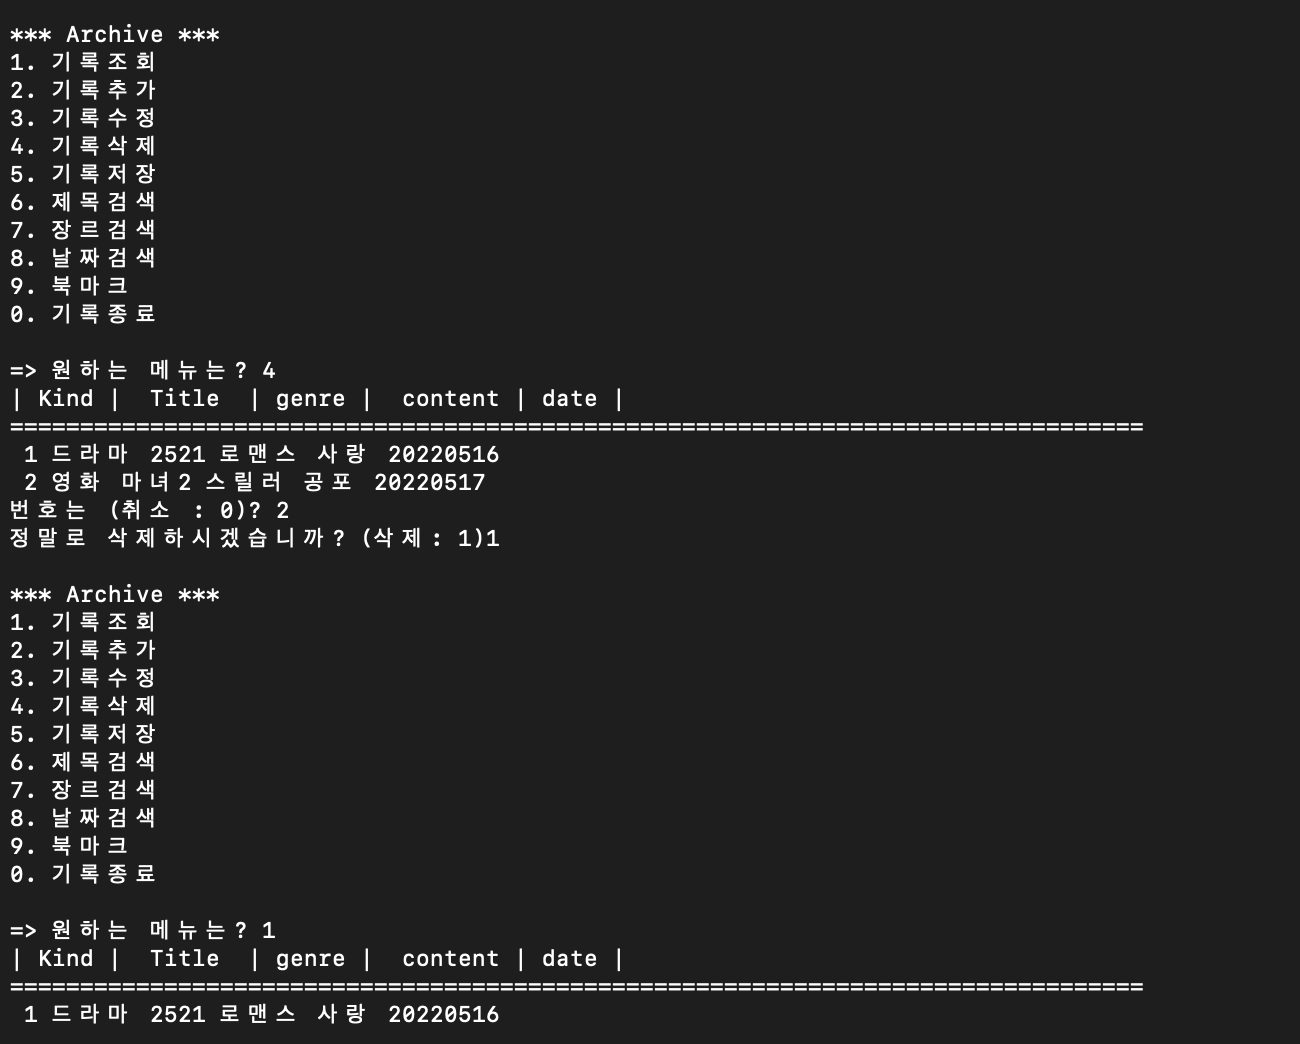 *** Archive ***
1. 기록조회
2. 기록추가
3. 기록수정
4. 기록삭제
5. 기록저장
6. 제목검색
7. 장르검색
8. 날짜검색
9. 북마크
0. 기록종료
=> 원하는 메뉴는? 4
| Kind |  Title  | genre |  content | date |
=================================================================================
 1 드라마 2521 로맨스 사랑 20220516
 2 영화 마녀2 스릴러 공포 20220517
번호는 (취소 : 0)? 2
정말로 삭제하시겠습니까? (삭제: 1)1
*** Archive ***
1. 기록조회
2. 기록추가
3. 기록수정
4. 기록삭제
5. 기록저장
6. 제목검색
7. 장르검색
8. 날짜검색
9. 북마크
0. 기록종료
=> 원하는 메뉴는? 1
| Kind |  Title  | genre |  content | date |
=================================================================================
 1 드라마 2521 로맨스 사랑 20220516